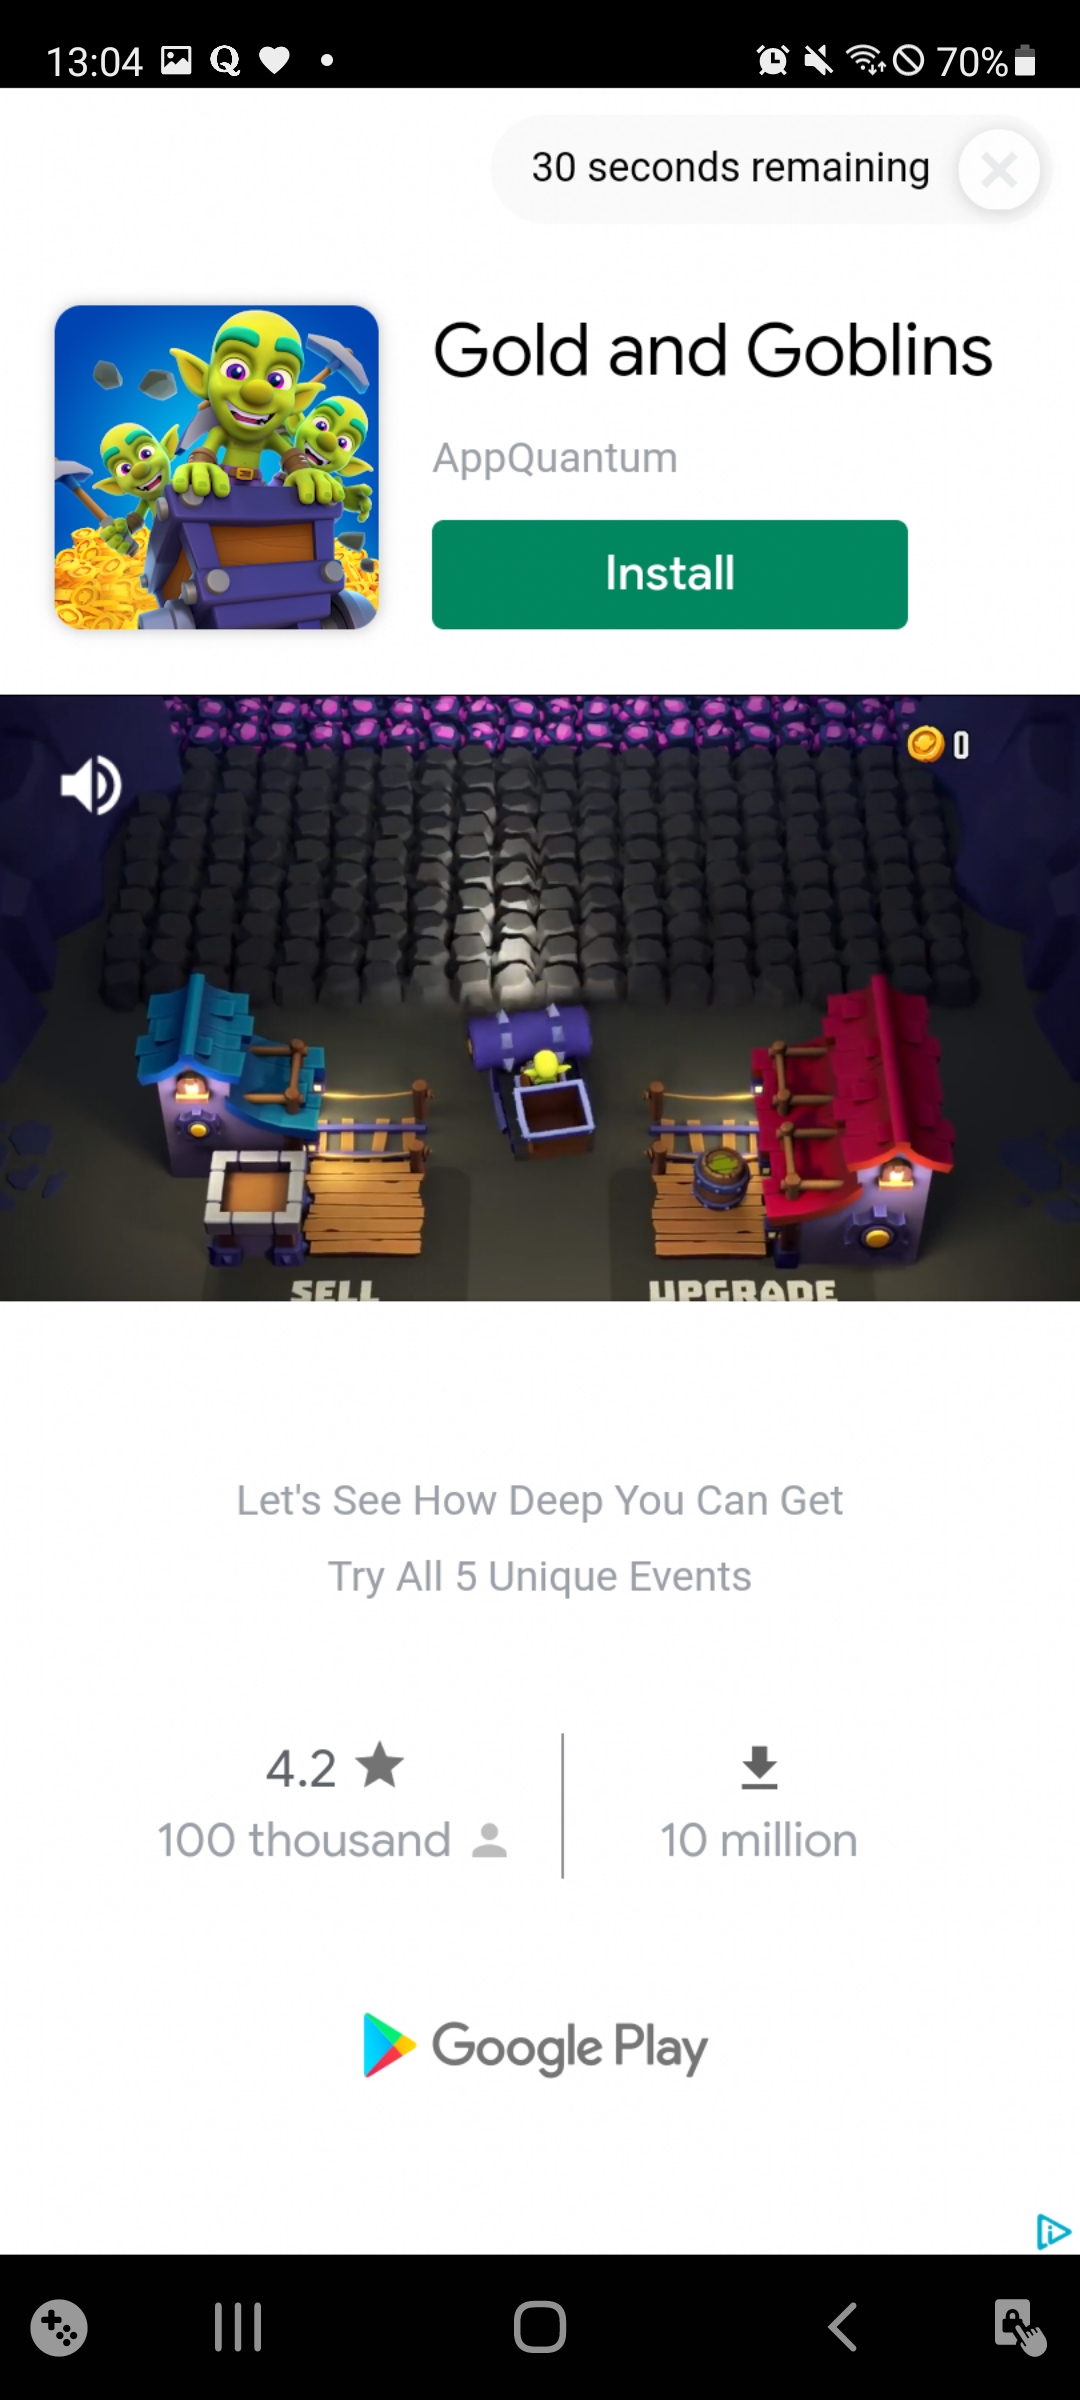 13:04
70%
30 seconds remaining
Gold and Goblins
AppQuantum
Install
0
SELL
UPGRADE
Let's See How Deep You Can Get
Try All 5 Unique Events
4.2
100 thousand
10 million
Google Play